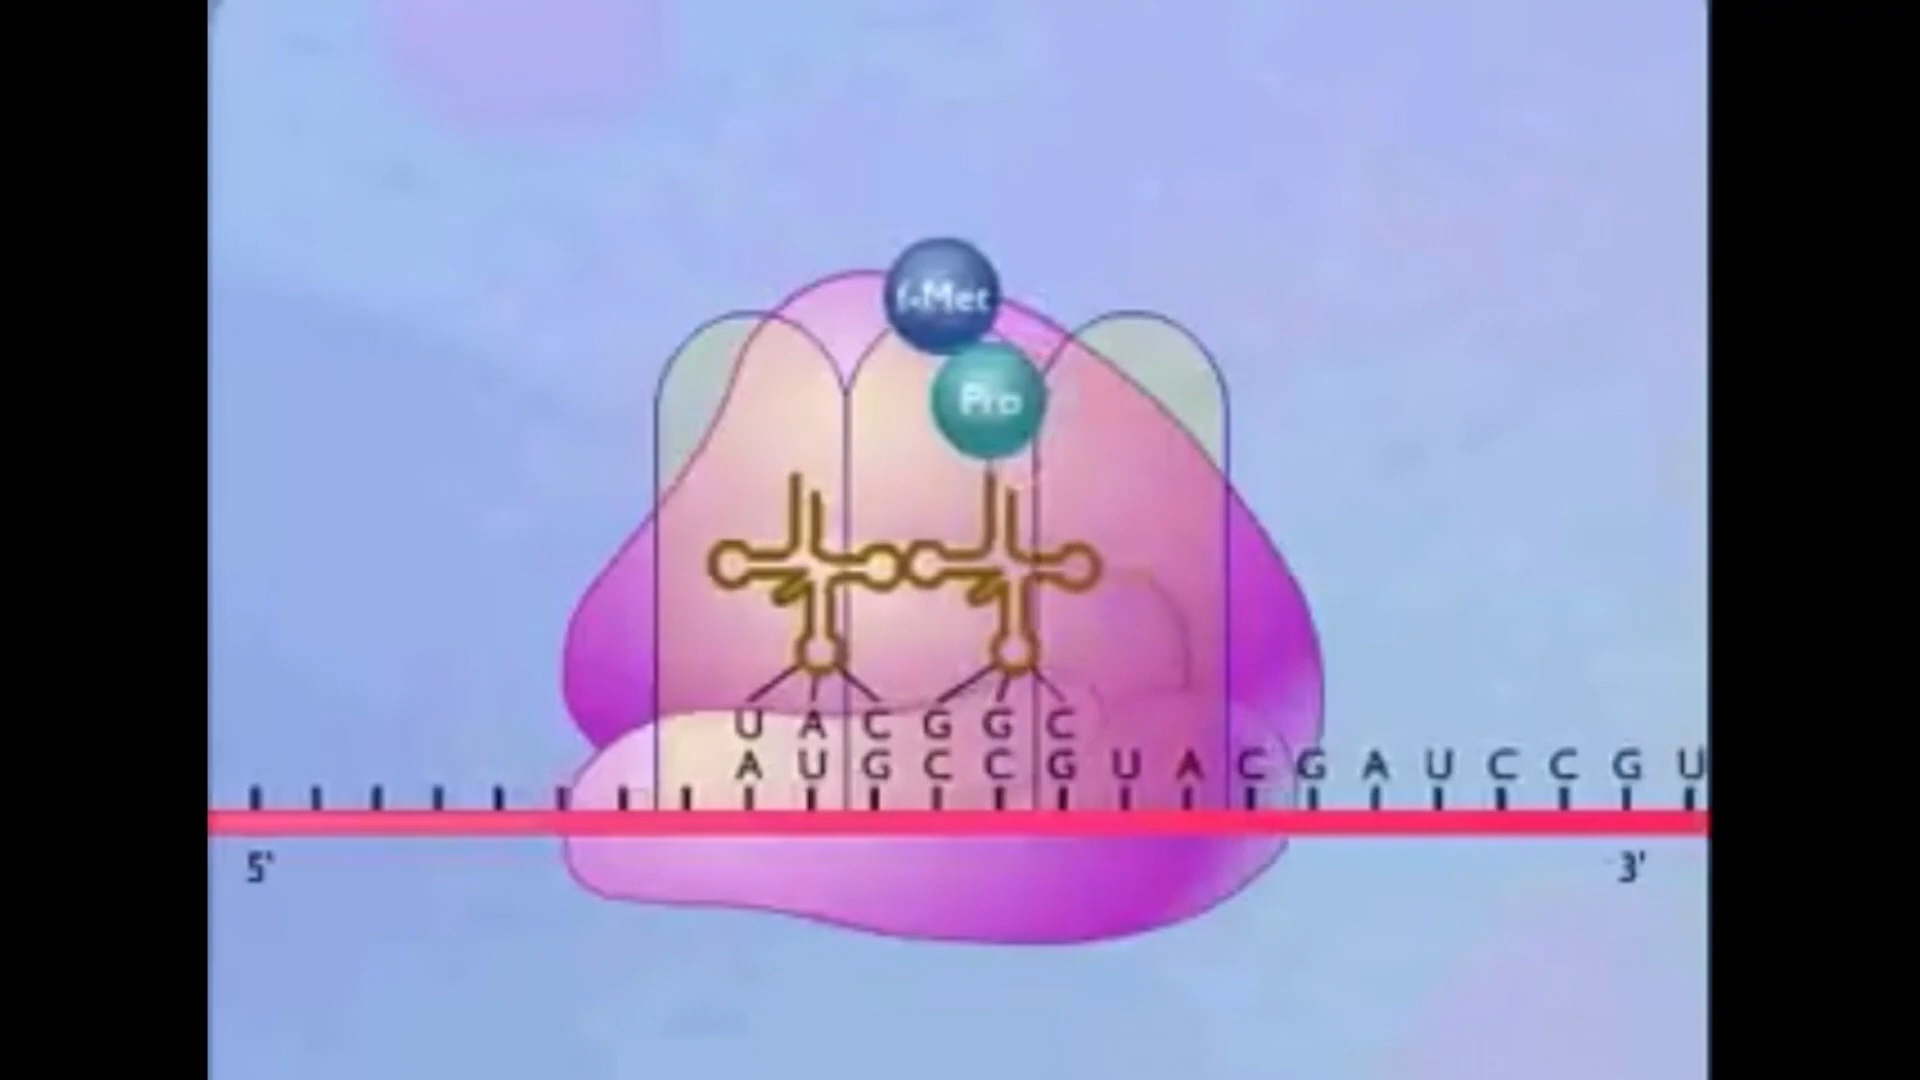 f-Met
Pro
U A C G G C
A U G C C G U A C G A U C C G U
5' 3'